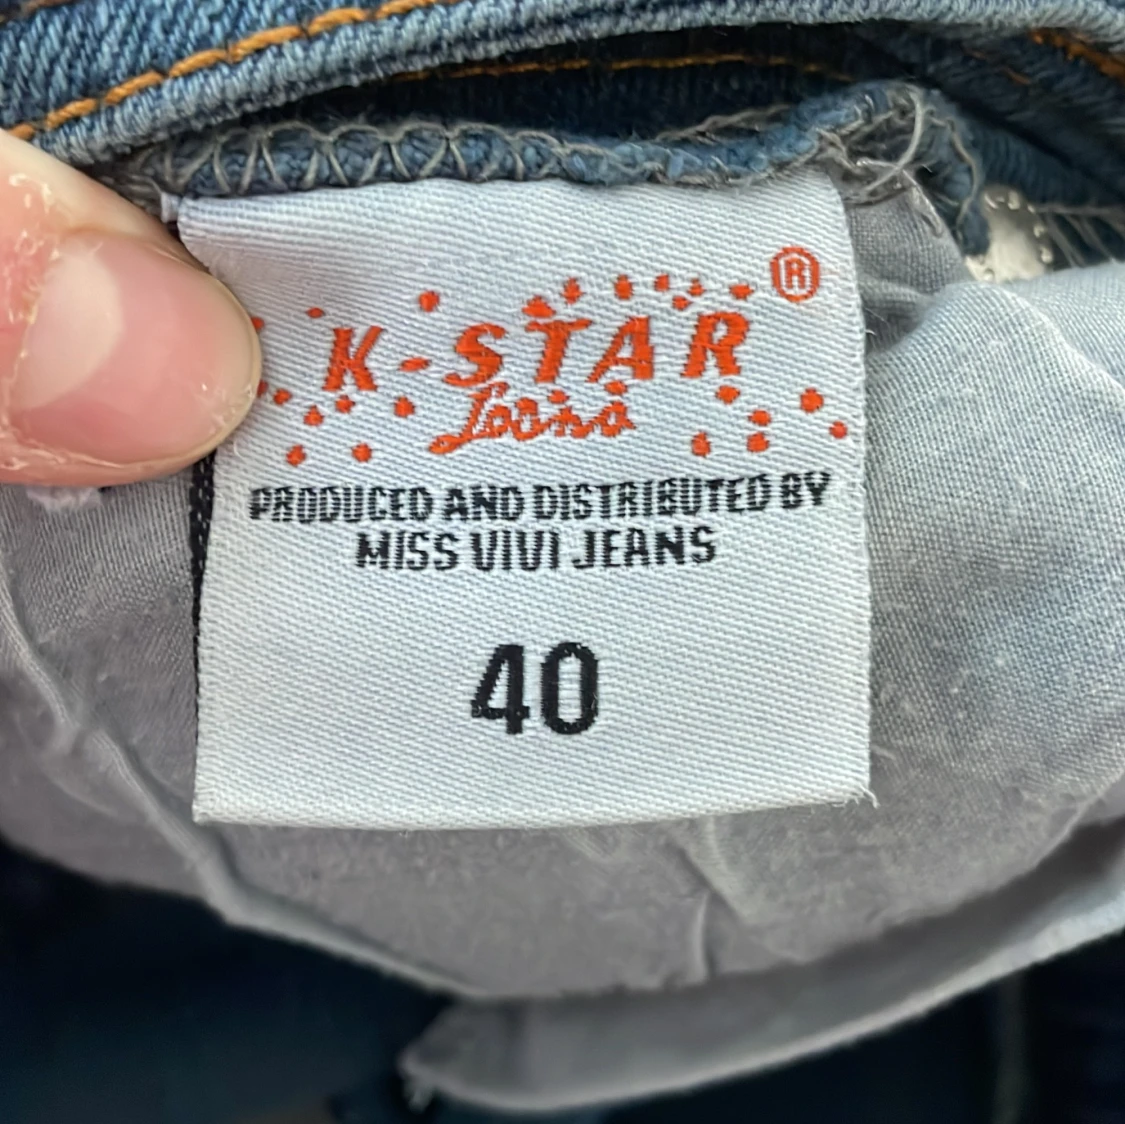 K-STAR®
Jeans
PRODUCED AND DISTRIBUTED BY
MISS VIVI JEANS
40